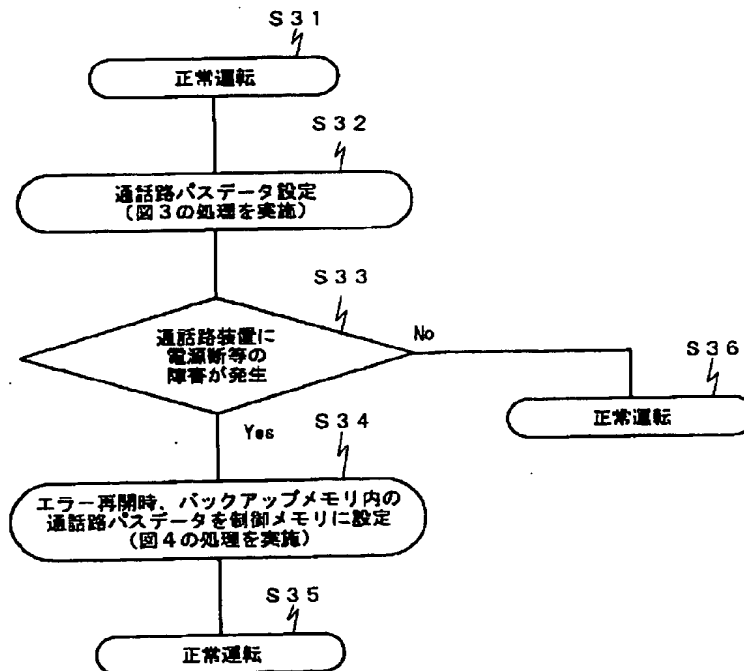 S31
正常運転
S32
通話路パスデータ設定
(図3の処理を実施)
S33
通話路装置に
電源断等の
障害が発生
No
S36
正常運転
Yes
S34
エラー再開時、バックアップメモリ内の
通話路パスデータを制御メモリに設定
(図4の処理を実施)
S35
正常運転